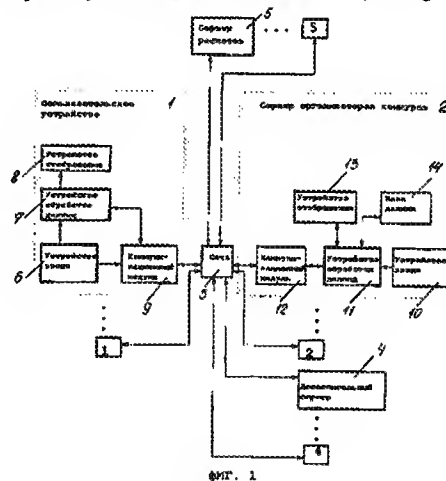 Сервер
расчетов
5
5
Пользовательское
устройство
1
Сервер организатора конкурса 2
Устройство
отображения
8
Устройство
обработки
данных
7
Устройство
ввода
6
Коммуникационный
модуль
9
Сеть
3
Коммуникационный
модуль
12
Устройство
обработки
данных
11
Устройство
ввода
10
Устройство
отображения
13
База
данных
14
1
2
Дополнительный
сервер
4
4
ФИГ. 1